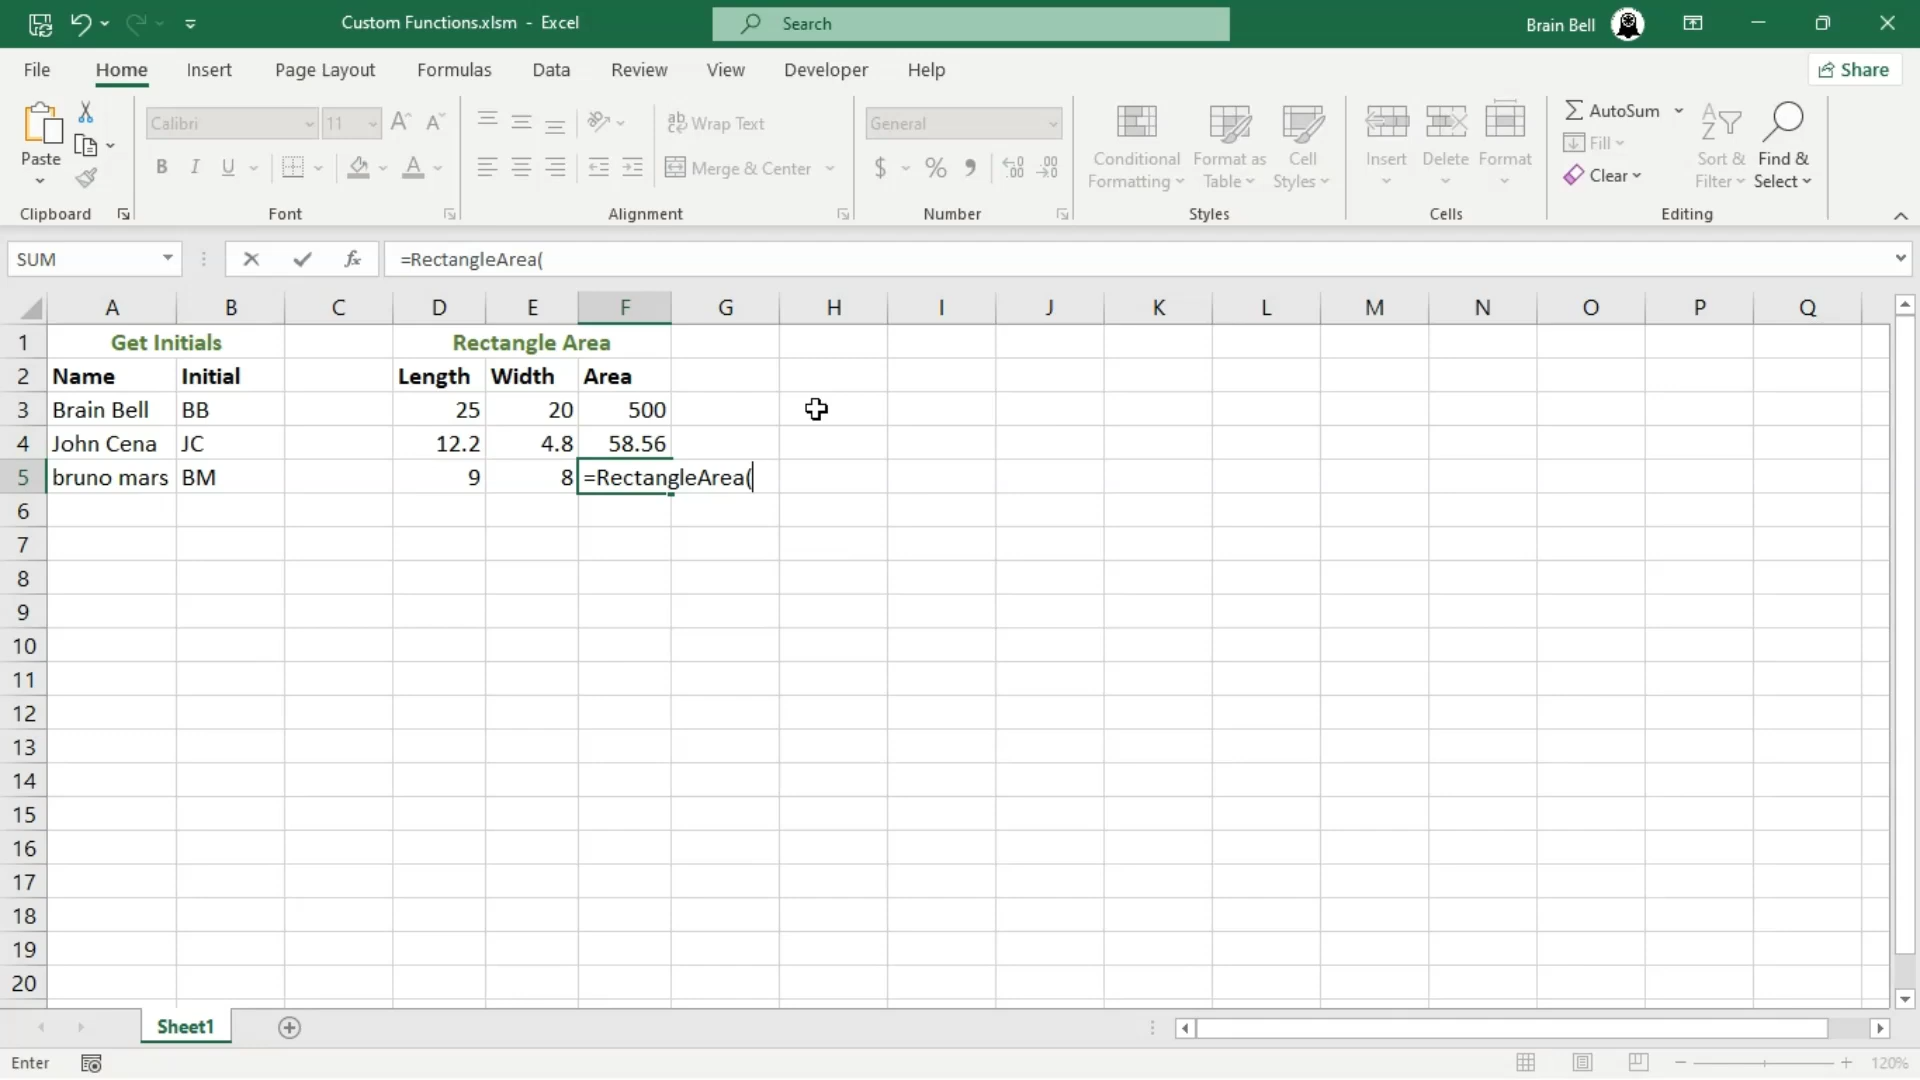 Custom Functions.xlsm - Excel
Search
Brain Bell
File Home Insert Page Layout Formulas Data Review View Developer Help
Share
Paste
Clipboard
Calibri 11
B I U
Font
Wrap Text
Merge & Center
Alignment
General
$ % ,
Number
Conditional Formatting
Format as Table
Cell Styles
Styles
Insert Delete Format
Cells
AutoSum
Fill
Clear
Sort & Filter
Find & Select
Editing
SUM
fx
=RectangleArea(
A B C D E F G H I J K L M N O P Q
1 Get Initials Rectangle Area
2 Name Initial Length Width Area
3 Brain Bell BB 25 20 500
4 John Cena JC 12.2 4.8 58.56
5 bruno mars BM 9 8 =RectangleArea(
6
7
8
9
10
11
12
13
14
15
16
17
18
19
20
Sheet1
Enter
120%